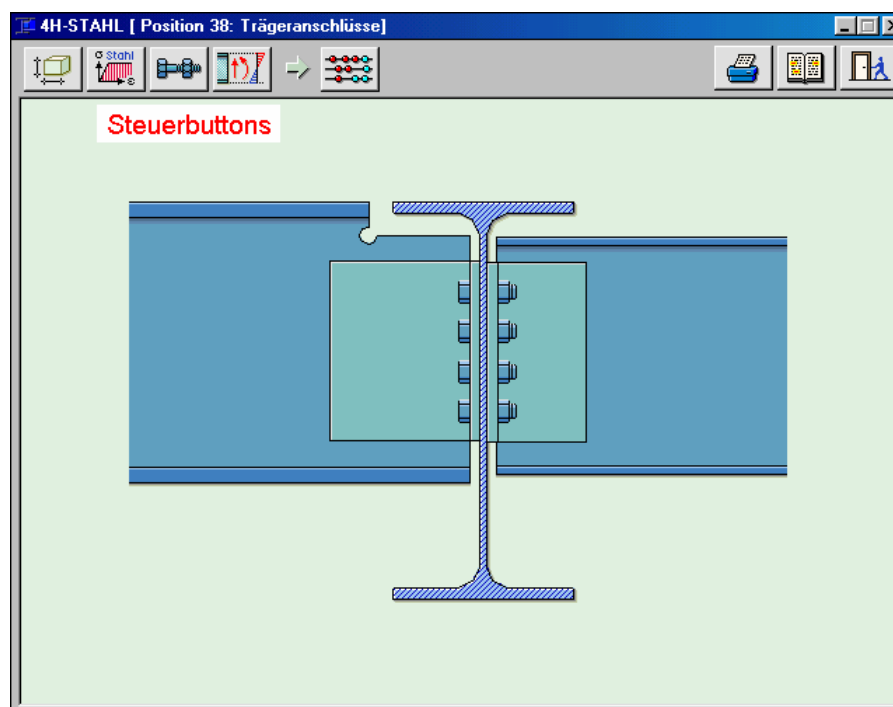 4H-STAHL [ Position 38: Trägeranschlüsse]
σ Stahl
ε
Steuerbuttons